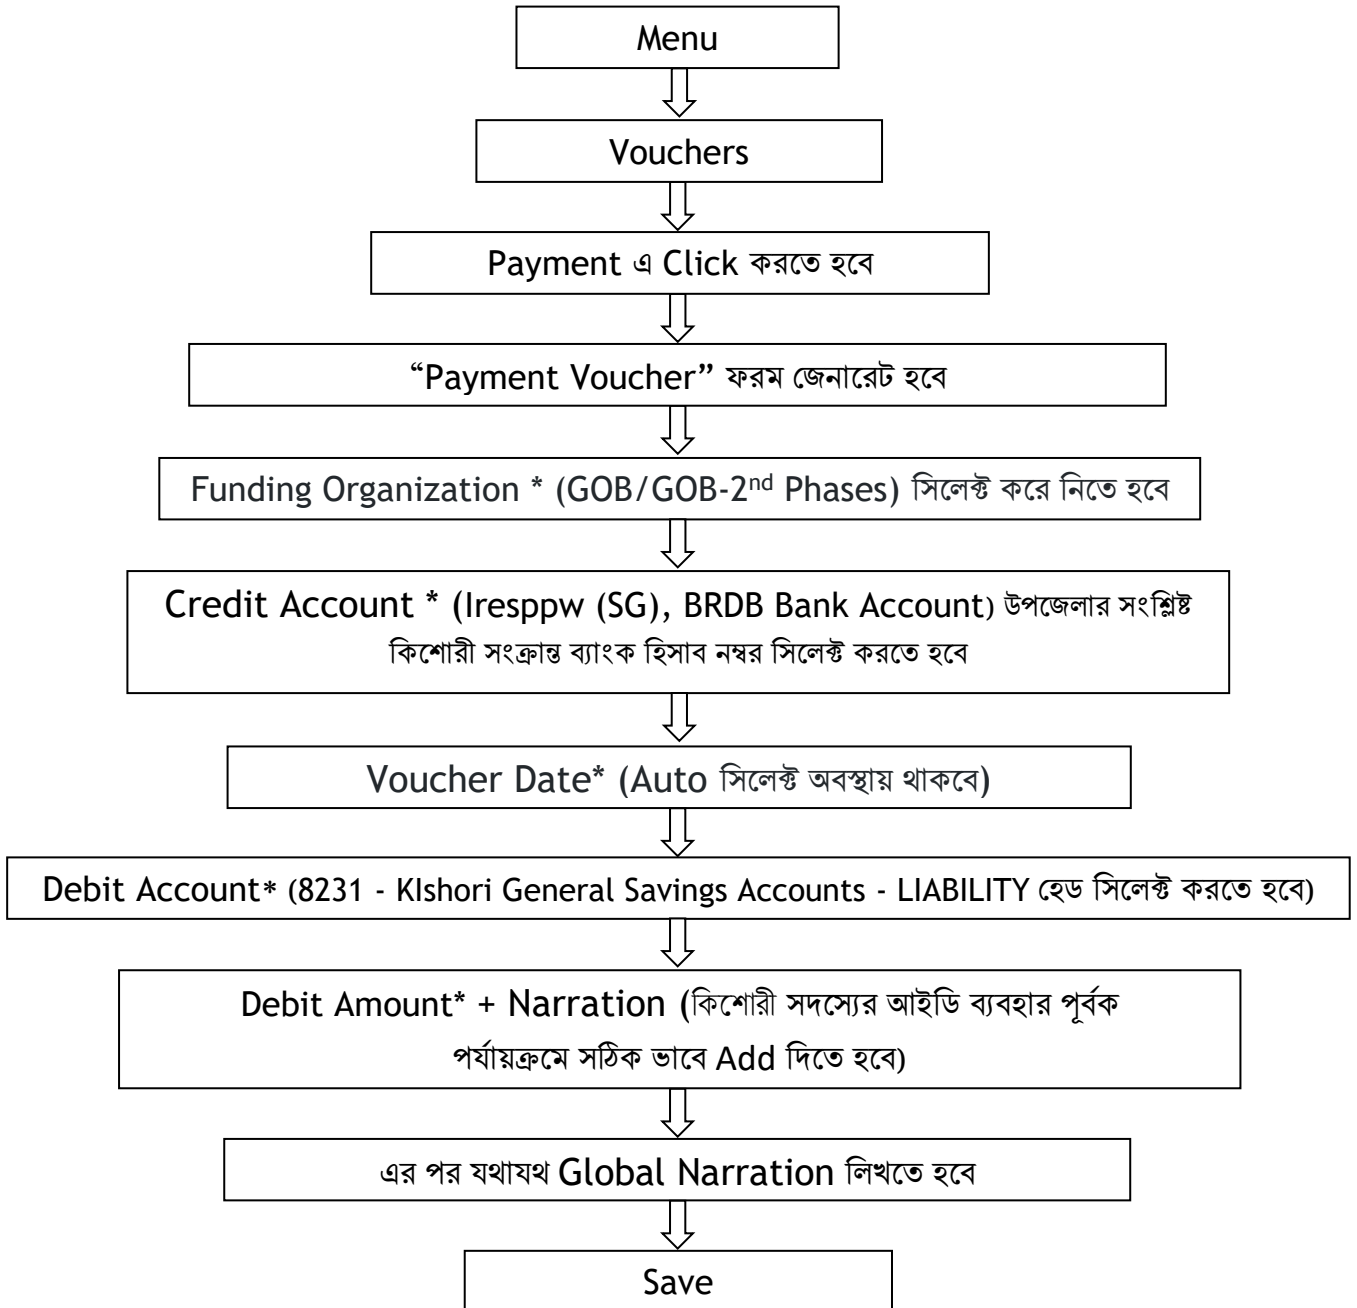 Menu
Vouchers
Payment এ Click করতে হবে
“Payment Voucher” ফরম জেনারেট হবে
Funding Organization * (GOB/GOB-2nd Phases) সিলেক্ট করে নিতে হবে
Credit Account * (Iresppw (SG), BRDB Bank Account) উপজেলার সংশ্লিষ্ট
কিশোরী সংক্রান্ত ব্যাংক হিসাব নম্বর সিলেক্ট করতে হবে
Voucher Date* (Auto সিলেক্ট অবস্থায় থাকবে)
Debit Account* (8231 - KIshori General Savings Accounts - LIABILITY হেড সিলেক্ট করতে হবে)
Debit Amount* + Narration (কিশোরী সদস্যের আইডি ব্যবহার পূর্বক
পর্যায়ক্রমে সঠিক ভাবে Add দিতে হবে)
এর পর যথাযথ Global Narration লিখতে হবে
Save